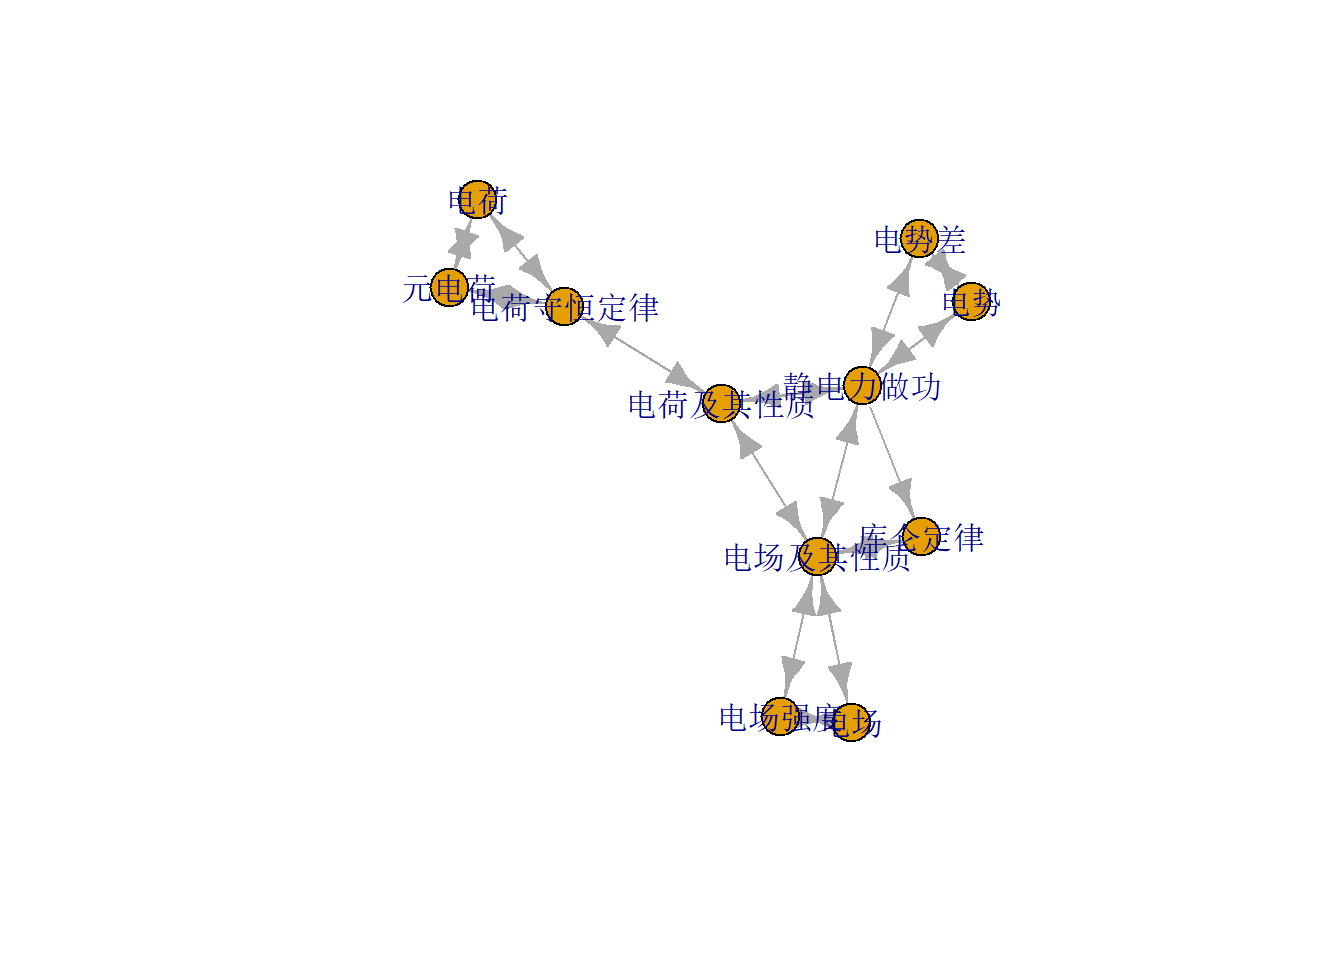 电荷
电势差
元电荷
电荷守恒定律
电势
静电力做功
电荷及其性质
库仑定律
电场及其性质
电场强度
电场